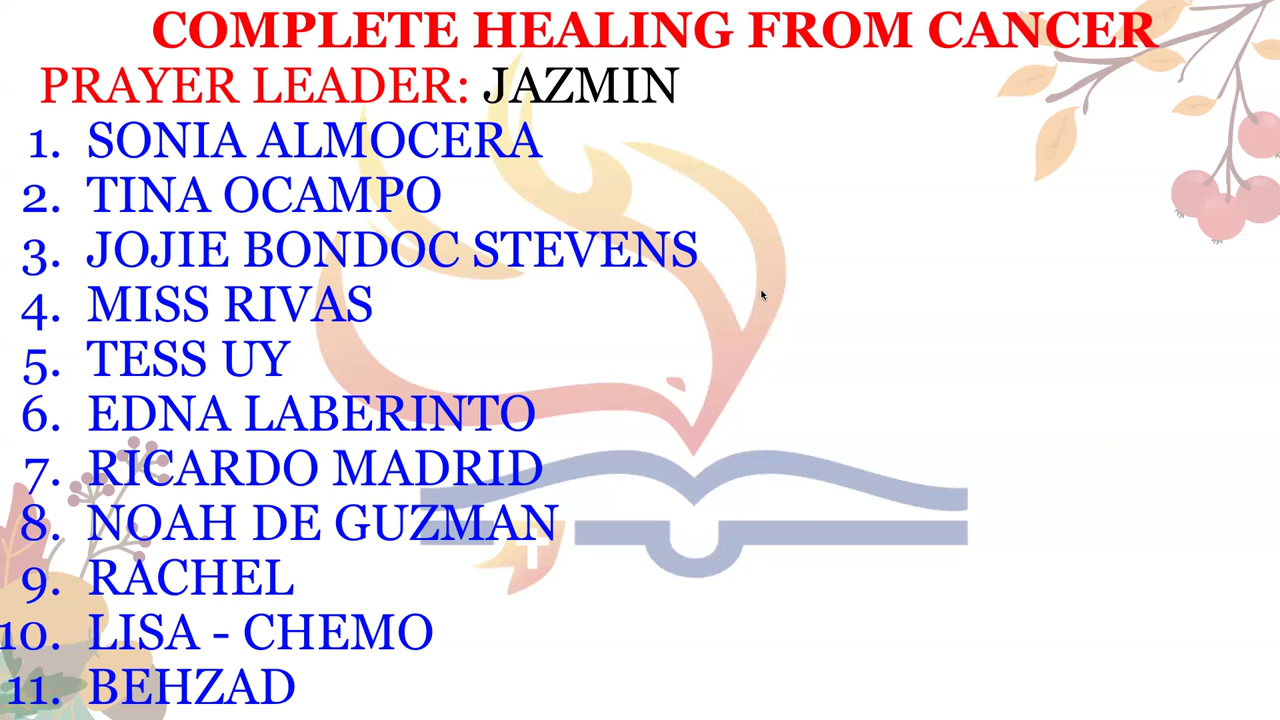 COMPLETE HEALING FROM CANCER
PRAYER LEADER: JAZMIN
1. SONIA ALMOCERA
2. TINA OCAMPO
3. JOJIE BONDOC STEVENS
4. MISS RIVAS
5. TESS UY
6. EDNA LABERINTO
7. RICARDO MADRID
8. NOAH DE GUZMAN
9. RACHEL
10. LISA - CHEMO
11. BEHZAD